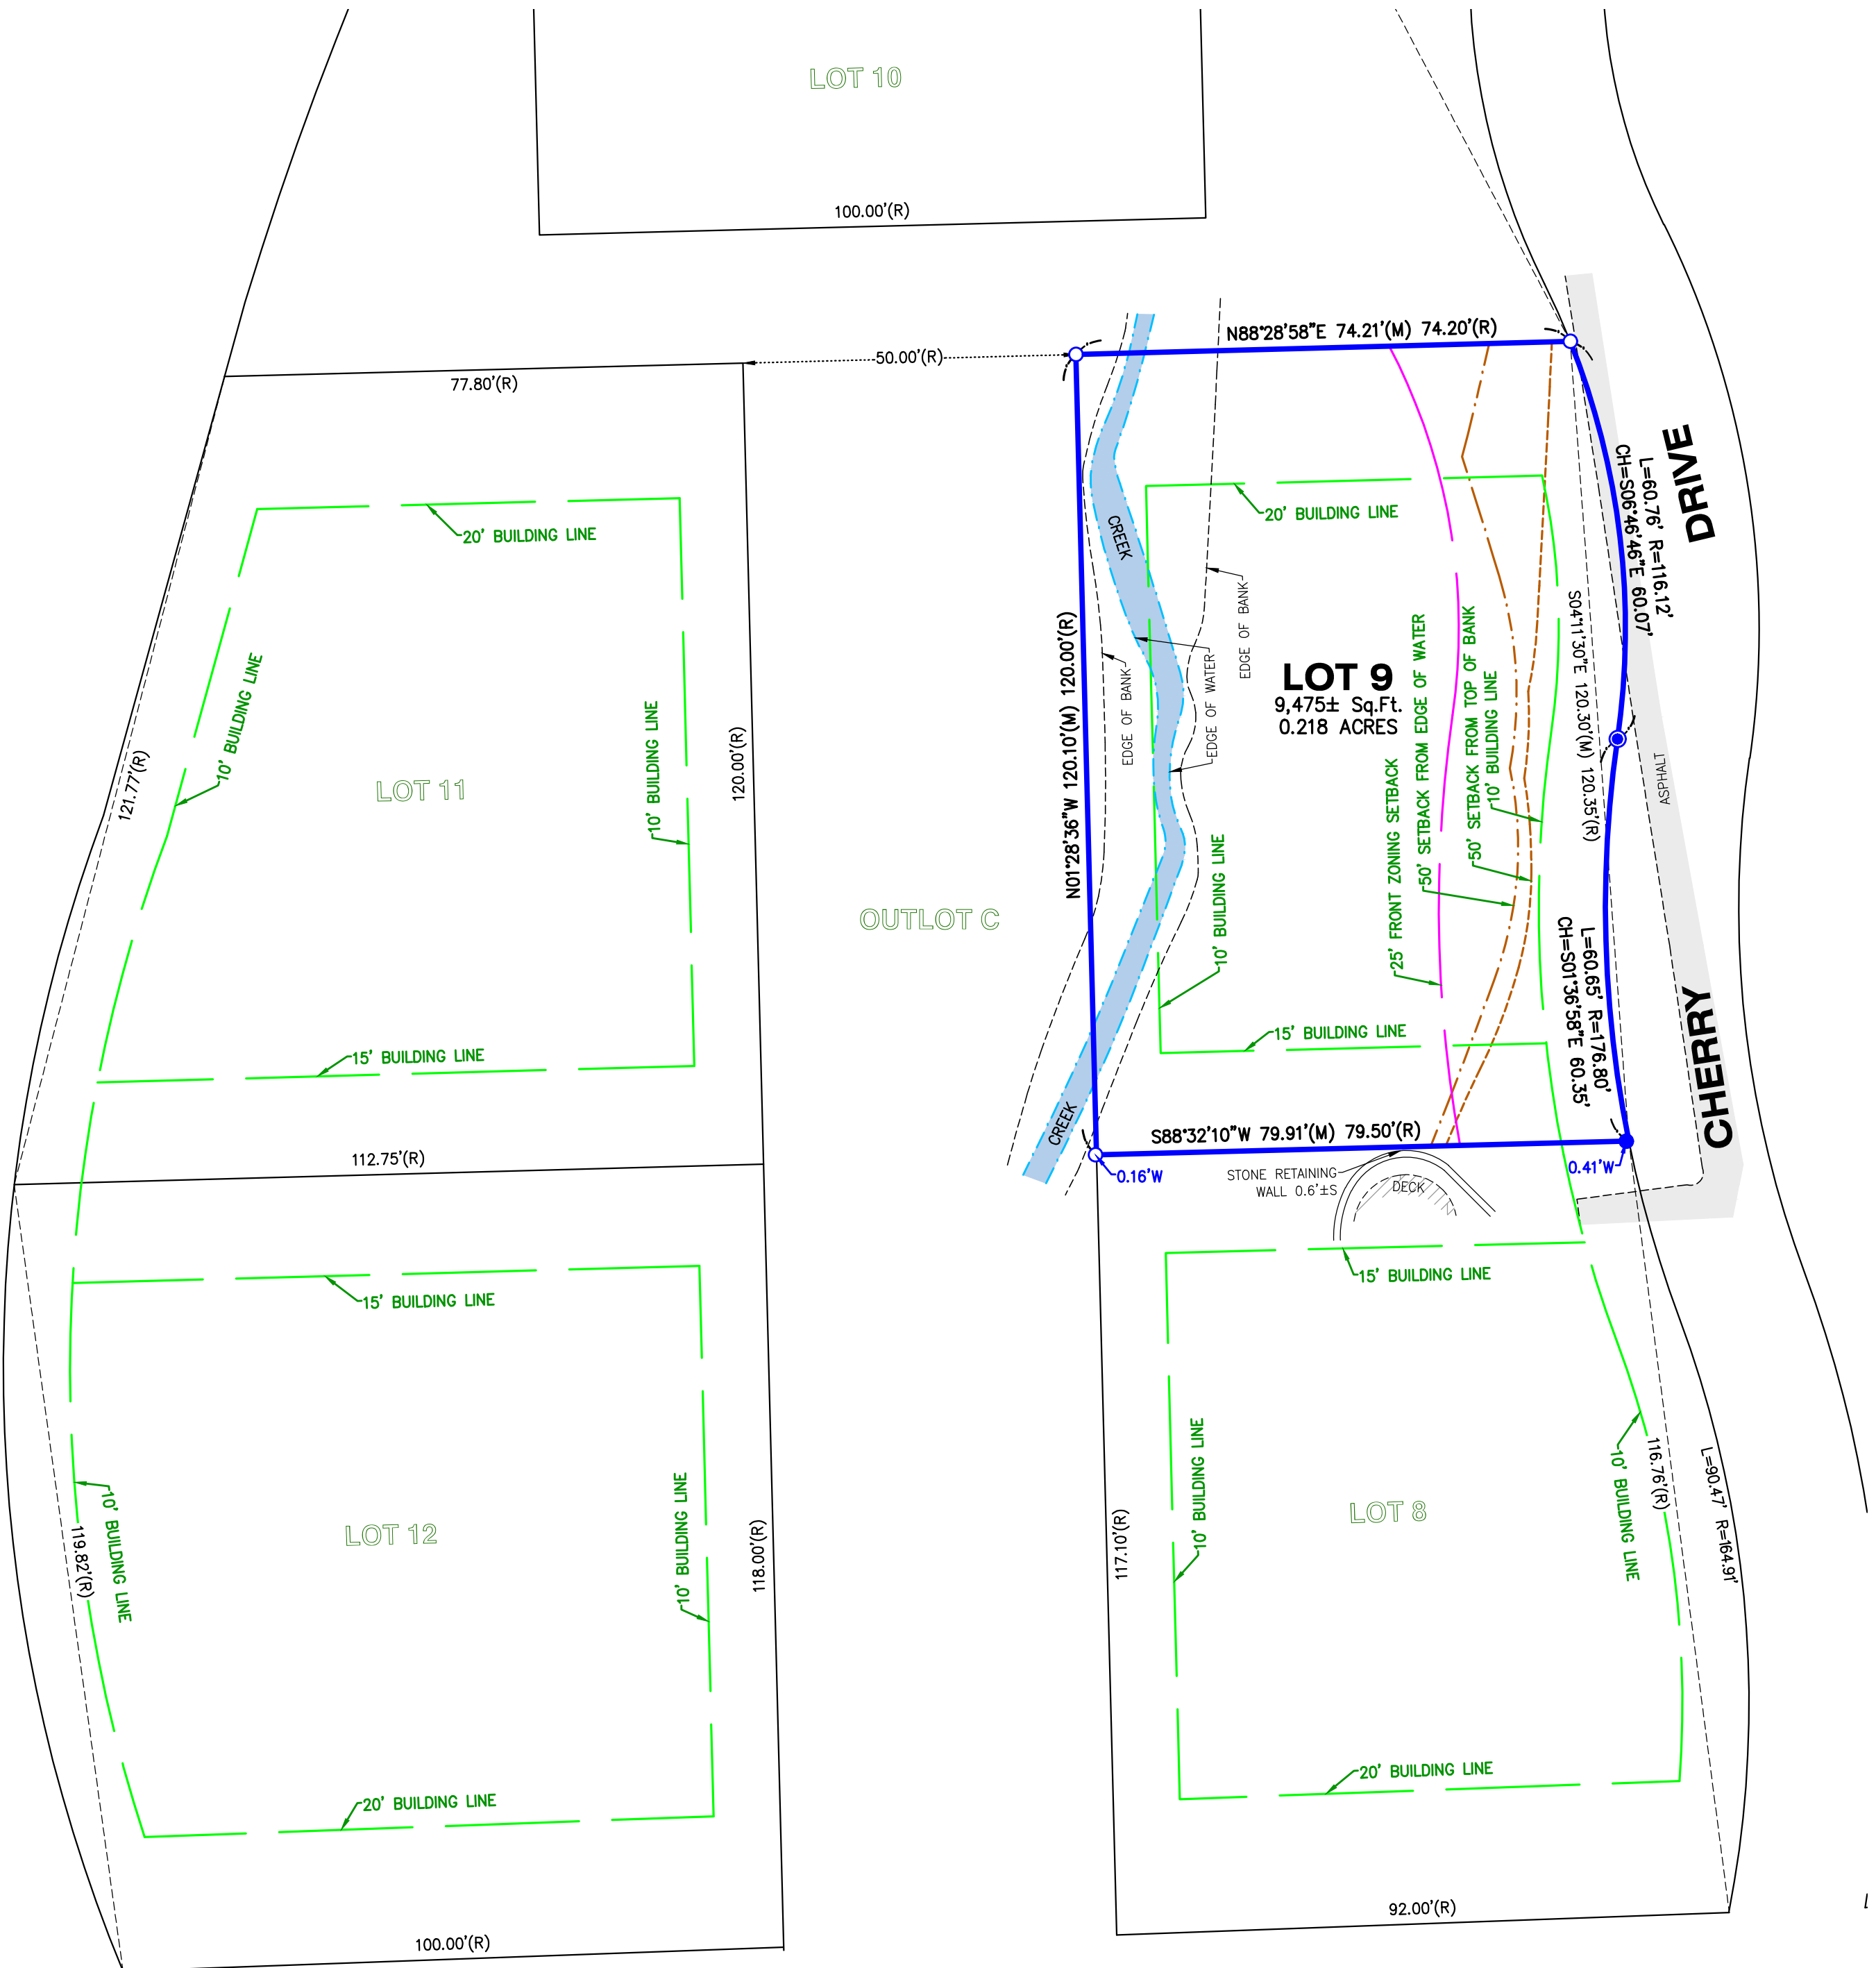 LOT 10
100.00'(R)
N88°28'58"E 74.21'(M) 74.20'(R)
50.00'(R)
77.80'(R)
20' BUILDING LINE
20' BUILDING LINE
CREEK
DRIVE
L=60.76' R=116.12'
CH=S06°46'46"E 60.07'
S04°11'30"E 120.30'(M) 120.35'(R)
EDGE OF BANK
EDGE OF BANK
EDGE OF WATER
N01°28'36"W 120.10'(M) 120.00'(R)
LOT 9
9,475± Sq.Ft.
0.218 ACRES
25' FRONT ZONING SETBACK
50' SETBACK FROM EDGE OF WATER
50' SETBACK FROM TOP OF BANK
10' BUILDING LINE
ASPHALT
10' BUILDING LINE
121.77'(R)
LOT 11
10' BUILDING LINE
120.00'(R)
OUTLOT C
10' BUILDING LINE
L=60.65' R=176.80'
CH=S01°36'58"E 60.35'
CHERRY
15' BUILDING LINE
15' BUILDING LINE
CREEK
S88°32'10"W 79.91'(M) 79.50'(R)
112.75'(R)
0.16'W
0.41'W
STONE RETAINING
WALL 0.6'±S
DECK
15' BUILDING LINE
15' BUILDING LINE
10' BUILDING LINE
119.82'(R)
LOT 12
10' BUILDING LINE
118.00'(R)
117.10'(R)
10' BUILDING LINE
LOT 8
10' BUILDING LINE
116.76'(R)
L=90.47' R=164.91'
20' BUILDING LINE
20' BUILDING LINE
100.00'(R)
92.00'(R)